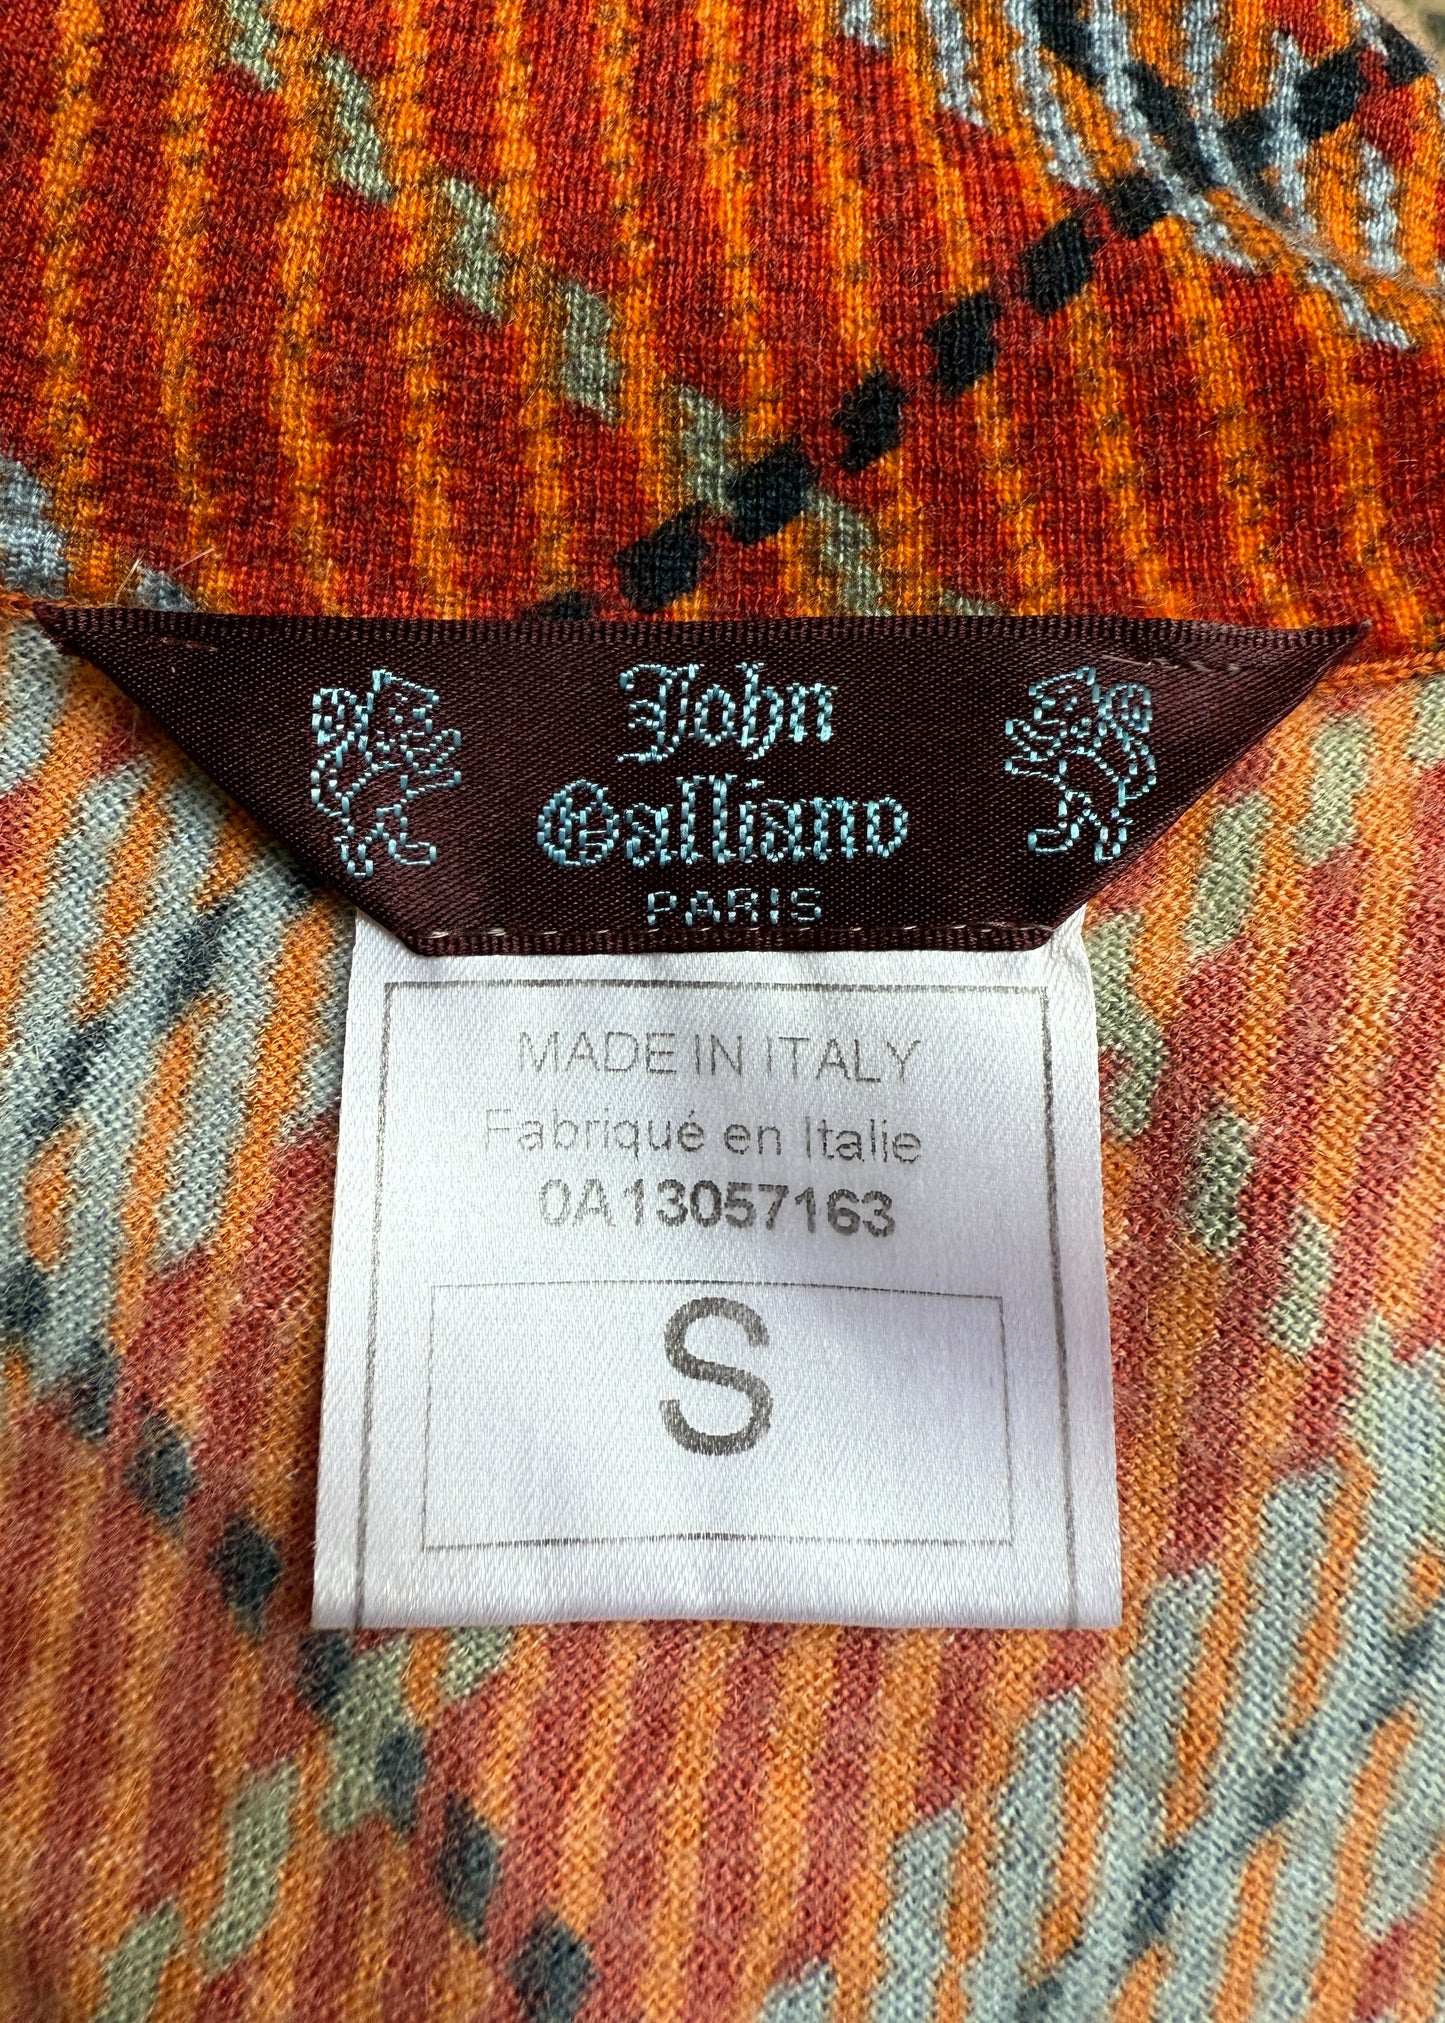 John
Galliano
PARIS
MADE IN ITALY
Fabriqué en Italie
0A13057163
S